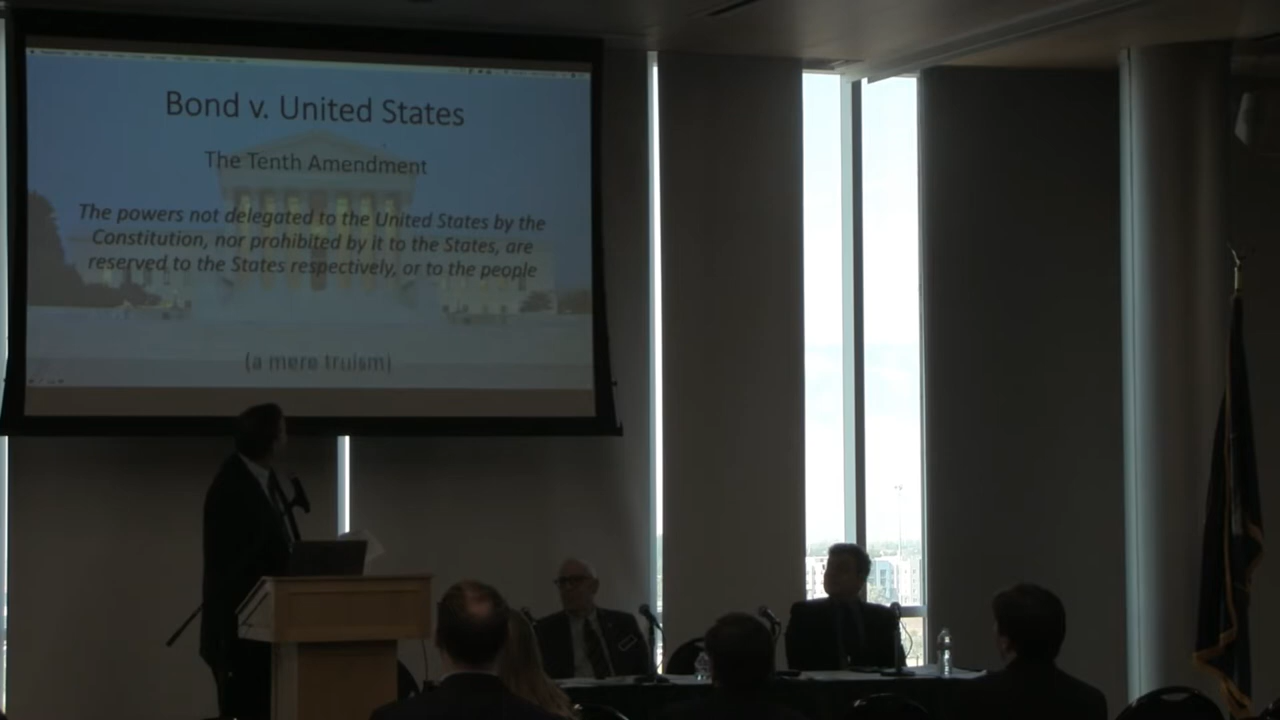 Bond v. United States
The Tenth Amendment
The powers not delegated to the United States by the
Constitution, nor prohibited by it to the States, are
reserved to the States respectively, or to the people
(a mere truism)